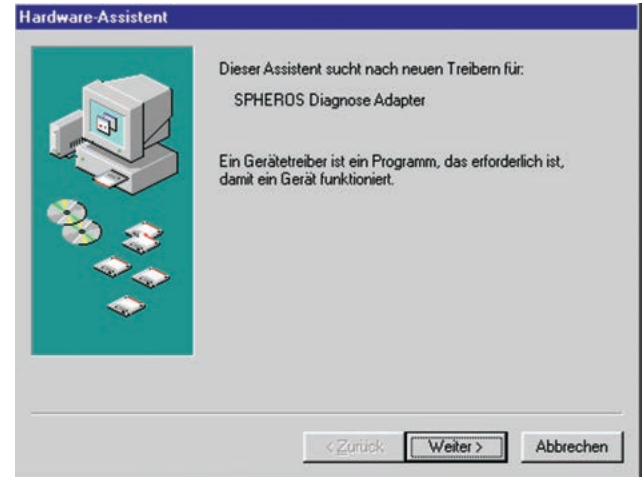 Hardware-Assistent
Dieser Assistent sucht nach neuen Treibern für:
SPHEROS Diagnose Adapter
Ein Gerätetreiber ist ein Programm, das erforderlich ist,
damit ein Gerät funktioniert.
< Zurück Weiter > Abbrechen